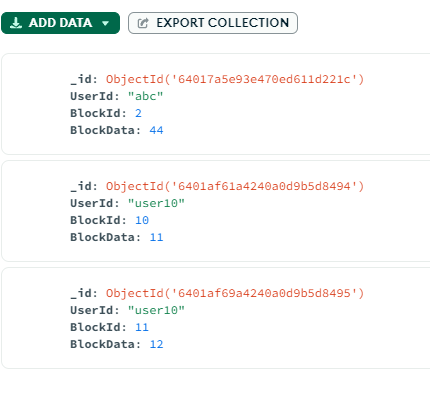 ADD DATA
EXPORT COLLECTION
_id: ObjectId('64017a5e93e470ed611d221c')
UserId: "abc"
BlockId: 2
BlockData: 44
_id: ObjectId('6401af61a4240a0d9b5d8494')
UserId: "user10"
BlockId: 10
BlockData: 11
_id: ObjectId('6401af69a4240a0d9b5d8495')
UserId: "user10"
BlockId: 11
BlockData: 12